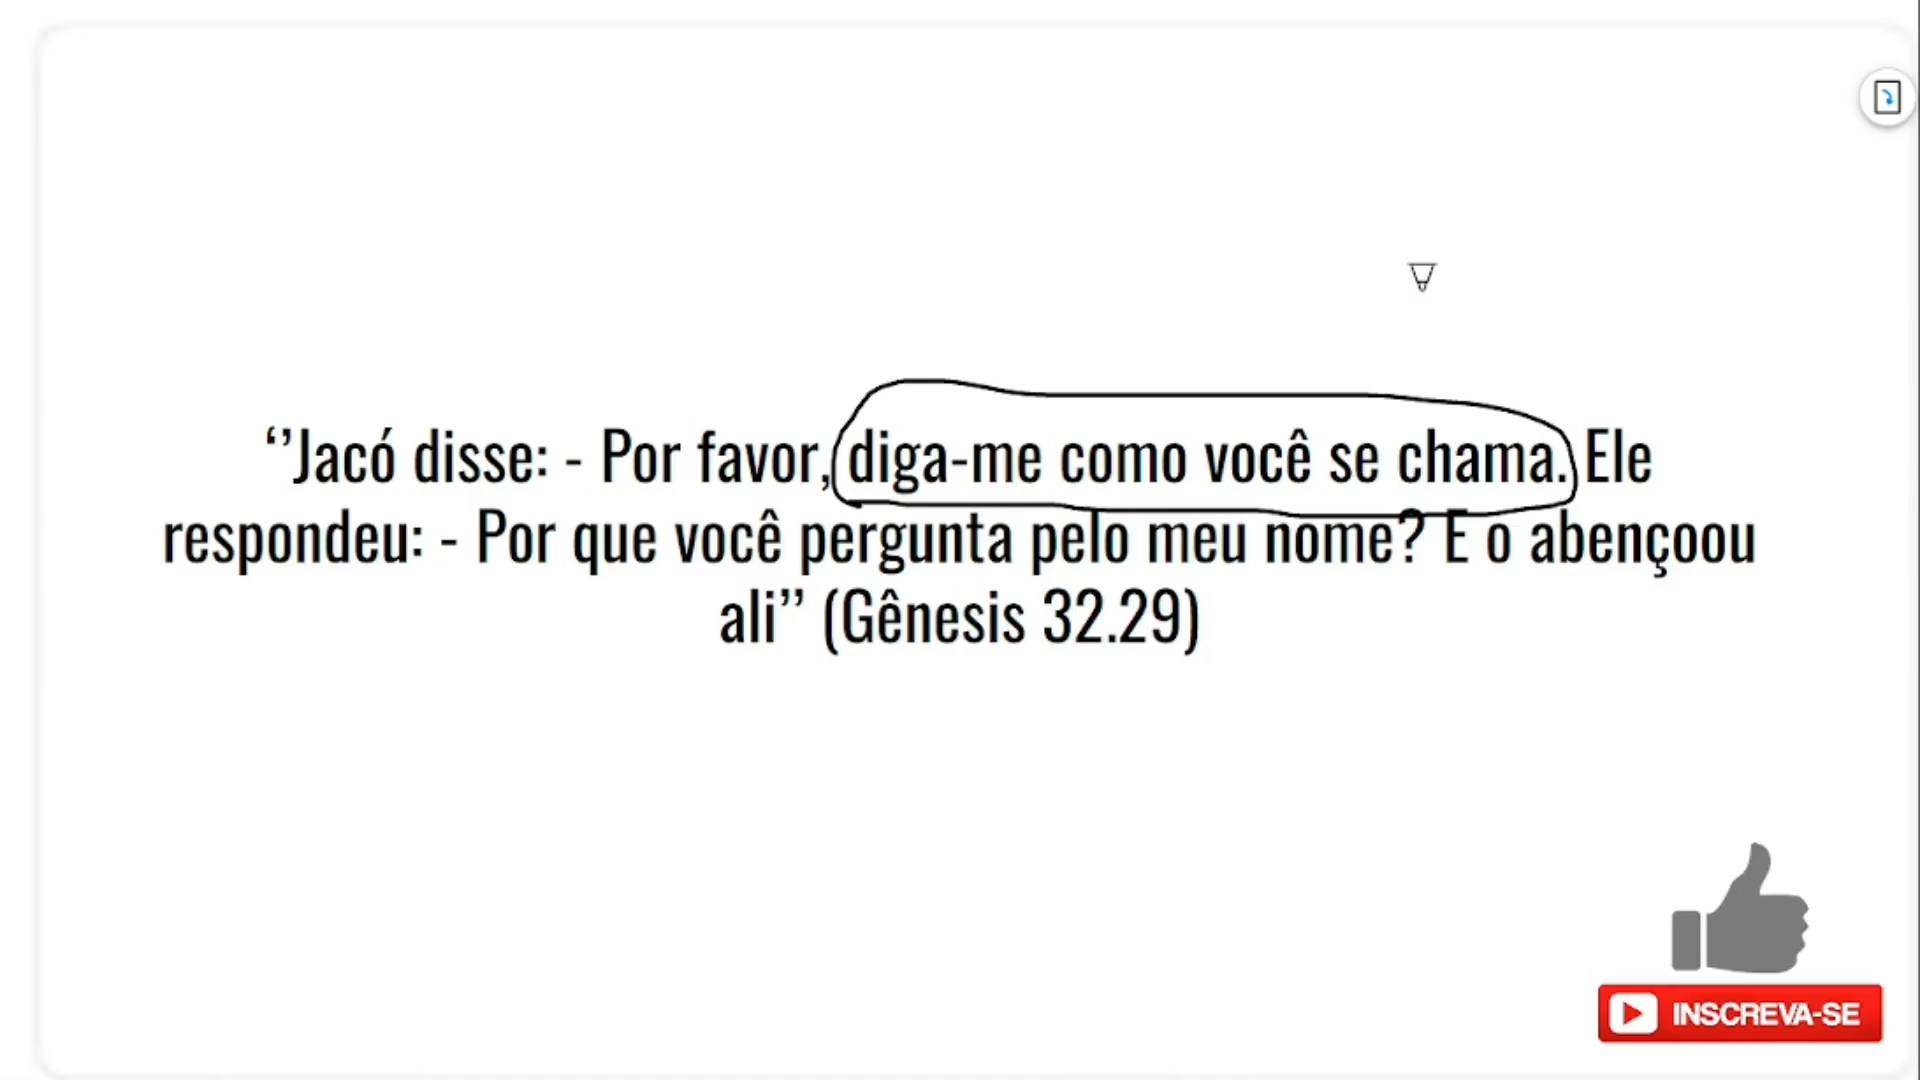 ‘’Jacó disse: - Por favor, diga-me como você se chama. Ele
respondeu: - Por que você pergunta pelo meu nome? E o abençoou
ali’’ (Gênesis 32.29)
INSCREVA-SE